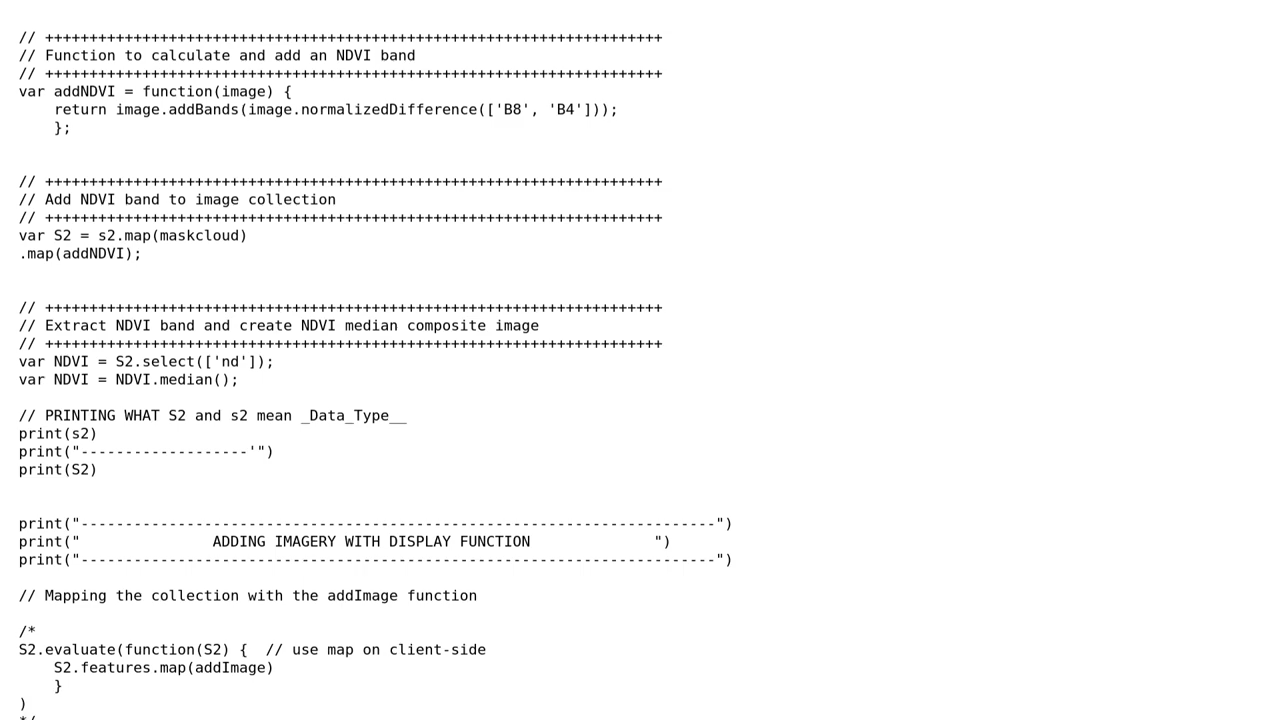 // ++++++++++++++++++++++++++++++++++++++++++++++++++++++++++++++++++++++
// Function to calculate and add an NDVI band
// ++++++++++++++++++++++++++++++++++++++++++++++++++++++++++++++++++++++
var addNDVI = function(image) {
    return image.addBands(image.normalizedDifference(['B8', 'B4']));
    };
// ++++++++++++++++++++++++++++++++++++++++++++++++++++++++++++++++++++++
// Add NDVI band to image collection
// ++++++++++++++++++++++++++++++++++++++++++++++++++++++++++++++++++++++
var S2 = s2.map(maskcloud)
.map(addNDVI);
// ++++++++++++++++++++++++++++++++++++++++++++++++++++++++++++++++++++++
// Extract NDVI band and create NDVI median composite image
// ++++++++++++++++++++++++++++++++++++++++++++++++++++++++++++++++++++++
var NDVI = S2.select(['nd']);
var NDVI = NDVI.median();
// PRINTING WHAT S2 and s2 mean _Data_Type__
print(s2)
print("-------------------'")
print(S2)
print("------------------------------------------------------------------------")
print("               ADDING IMAGERY WITH DISPLAY FUNCTION              ")
print("------------------------------------------------------------------------")
// Mapping the collection with the addImage function
/*
S2.evaluate(function(S2) {  // use map on client-side
    S2.features.map(addImage)
    }
)
*/